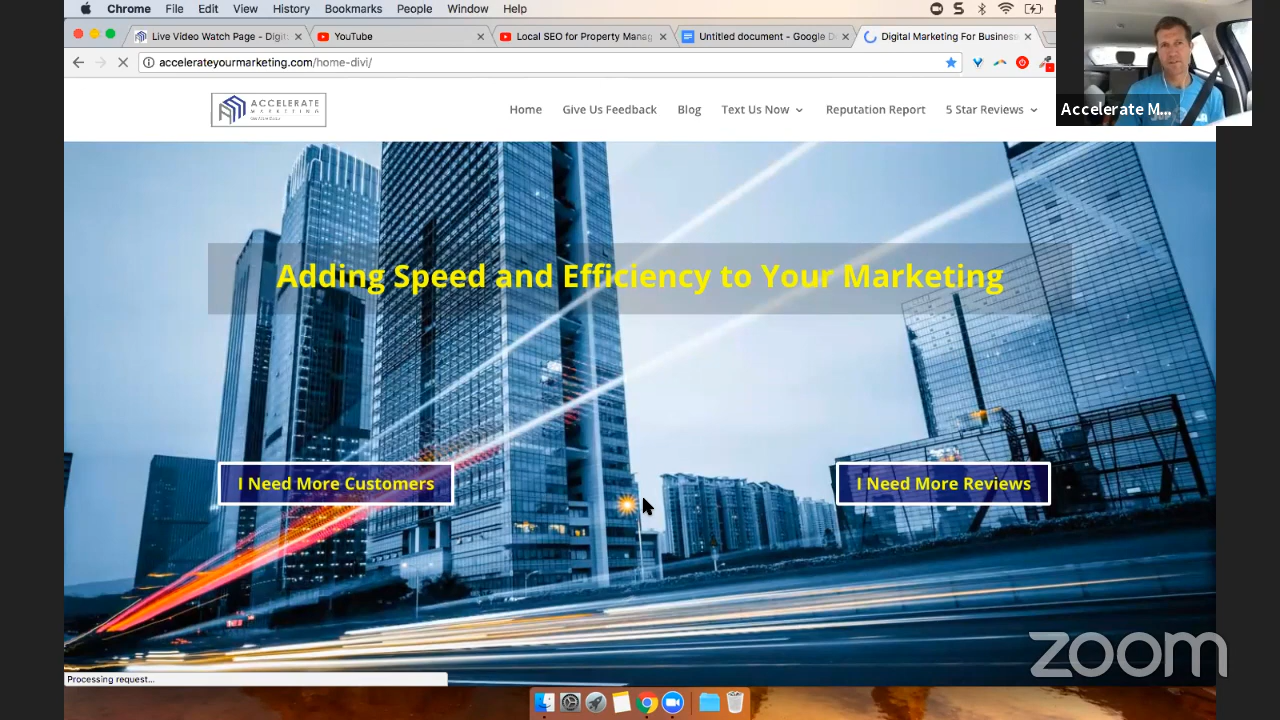 Chrome File Edit View History Bookmarks People Window Help
Live Video Watch Page - Digit
YouTube
Local SEO for Property Manag
Untitled document - Google D
Digital Marketing For Business
accelerateyourmarketing.com/home-divi/
ACCELERATE
MARKETING
Home Give Us Feedback Blog Text Us Now Reputation Report 5 Star Reviews
Accelerate M...
Adding Speed and Efficiency to Your Marketing
I Need More Customers
I Need More Reviews
zoom
Processing request...